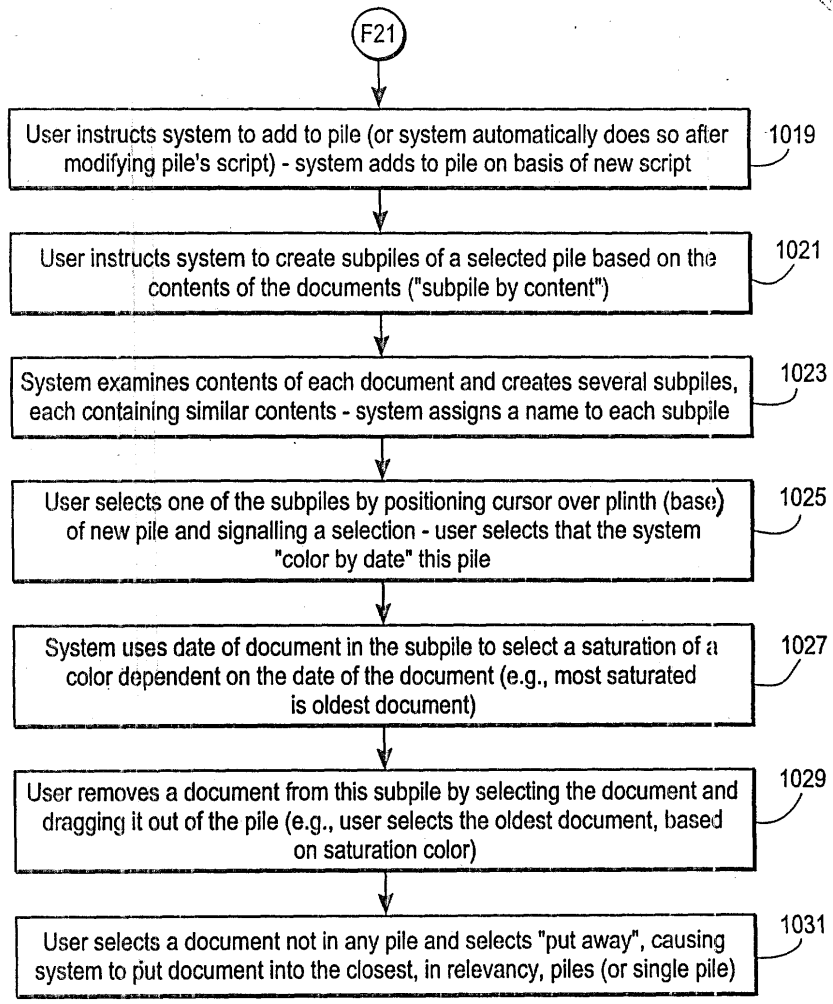 F21
User instructs system to add to pile (or system automatically does so after
modifying pile's script) - system adds to pile on basis of new script
1019
User instructs system to create subpiles of a selected pile based on the
contents of the documents ("subpile by content")
1021
System examines contents of each document and creates several subpiles,
each containing similar contents - system assigns a name to each subpile
1023
User selects one of the subpiles by positioning cursor over plinth (base)
of new pile and signalling a selection - user selects that the system
"color by date" this pile
1025
System uses date of document in the subpile to select a saturation of a
color dependent on the date of the document (e.g., most saturated
is oldest document)
1027
User removes a document from this subpile by selecting the document and
dragging it out of the pile (e.g., user selects the oldest document, based
on saturation color)
1029
User selects a document not in any pile and selects "put away", causing
system to put document into the closest, in relevancy, piles (or single pile)
1031